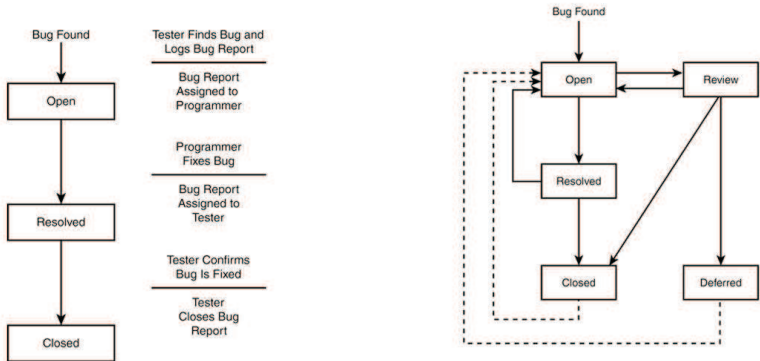 Bug Found
Open
Resolved
Closed
Tester Finds Bug and
Logs Bug Report
Bug Report
Assigned to
Programmer
Programmer
Fixes Bug
Bug Report
Assigned to
Tester
Tester Confirms
Bug Is Fixed
Tester
Closes Bug
Report
Bug Found
Open
Review
Resolved
Closed
Deferred